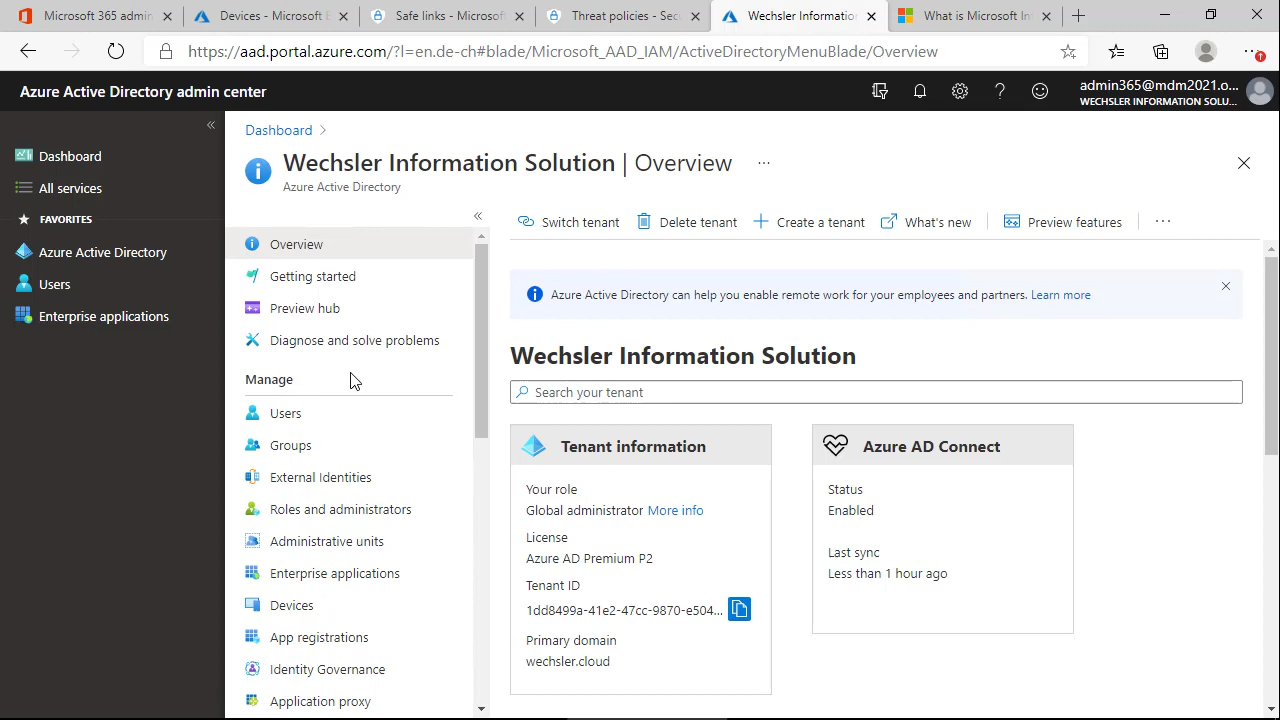 Microsoft 365 admin
Devices - Microsoft E
Safe links - Microsof
Threat policies - Sec
Wechsler Informatio
What is Microsoft In
https://aad.portal.azure.com/?l=en.de-ch#blade/Microsoft_AAD_IAM/ActiveDirectoryMenuBlade/Overview
Azure Active Directory admin center
admin365@mdm2021.o...
WECHSLER INFORMATION SOLU...
Dashboard
All services
FAVORITES
Azure Active Directory
Users
Enterprise applications
Dashboard
Wechsler Information Solution | Overview
Azure Active Directory
Overview
Getting started
Preview hub
Diagnose and solve problems
Manage
Users
Groups
External Identities
Roles and administrators
Administrative units
Enterprise applications
Devices
App registrations
Identity Governance
Application proxy
Switch tenant
Delete tenant
Create a tenant
What's new
Preview features
Azure Active Directory can help you enable remote work for your employees and partners. Learn more
Wechsler Information Solution
Search your tenant
Tenant information
Your role
Global administrator More info
License
Azure AD Premium P2
Tenant ID
1dd8499a-41e2-47cc-9870-e504...
Primary domain
wechsler.cloud
Azure AD Connect
Status
Enabled
Last sync
Less than 1 hour ago